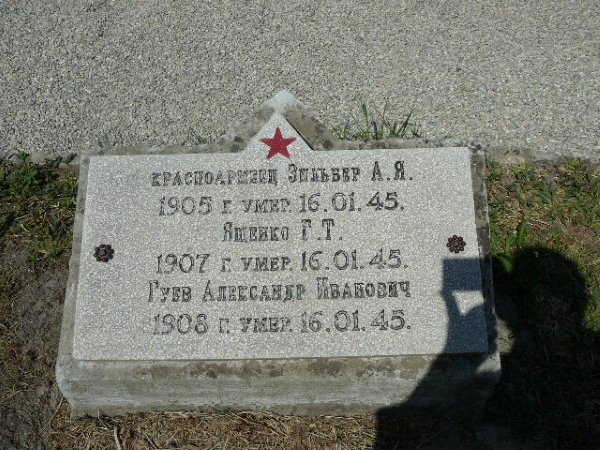 красноармеец Зильбер А.Я.
1905 г. умер. 16.01.45.
Ященко Г.Т.
1907 г. умер. 16.01.45.
Гуев Александр Иванович
1908 г. умер. 16.01.45.